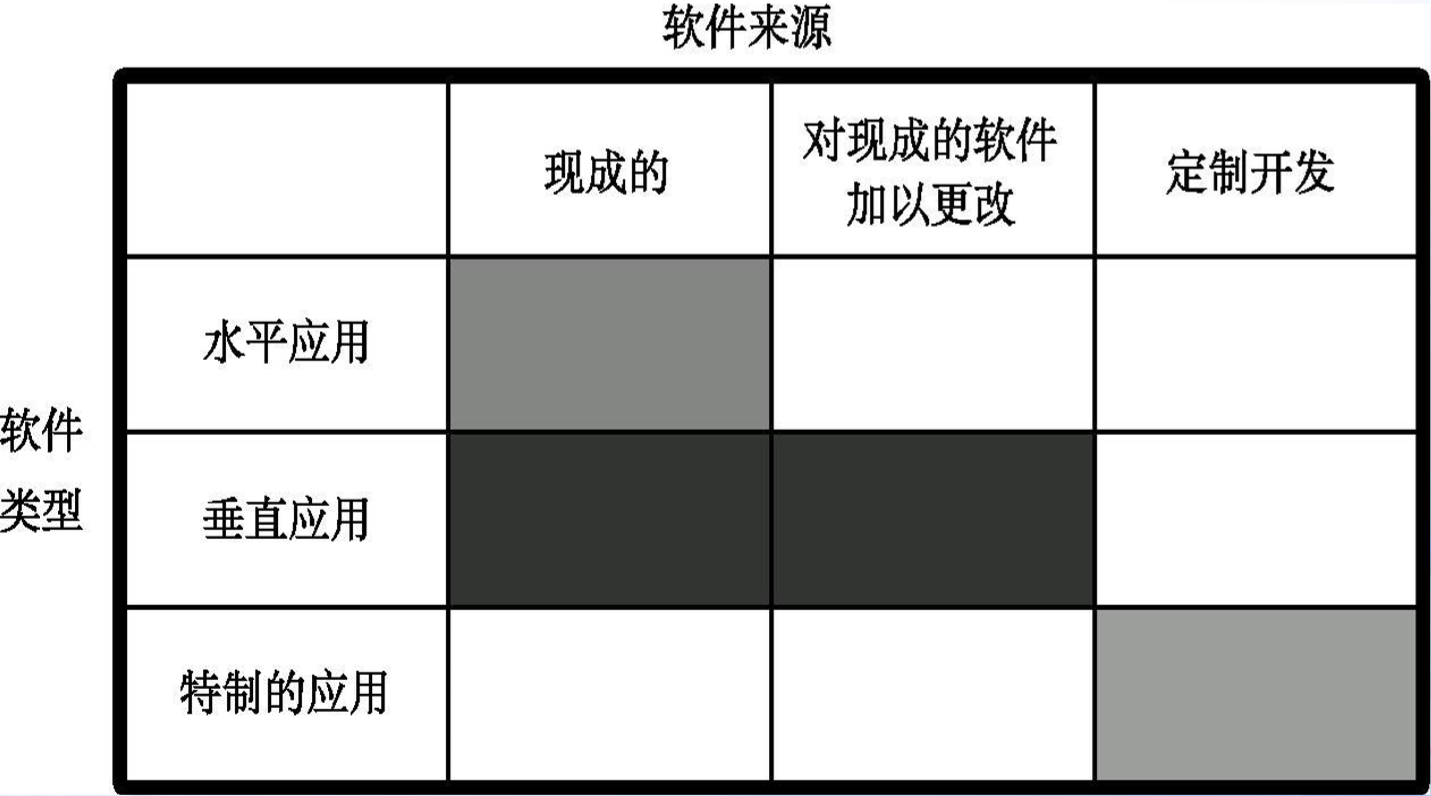 软件来源
现成的
对现成的软件
加以更改
定制开发
水平应用
软件
类型
垂直应用
特制的应用